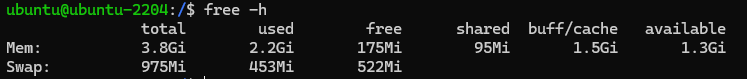 ubuntu@ubuntu-2204:/$ free -h
total used free shared buff/cache available
Mem: 3.8Gi 2.2Gi 175Mi 95Mi 1.5Gi 1.3Gi
Swap: 975Mi 453Mi 522Mi